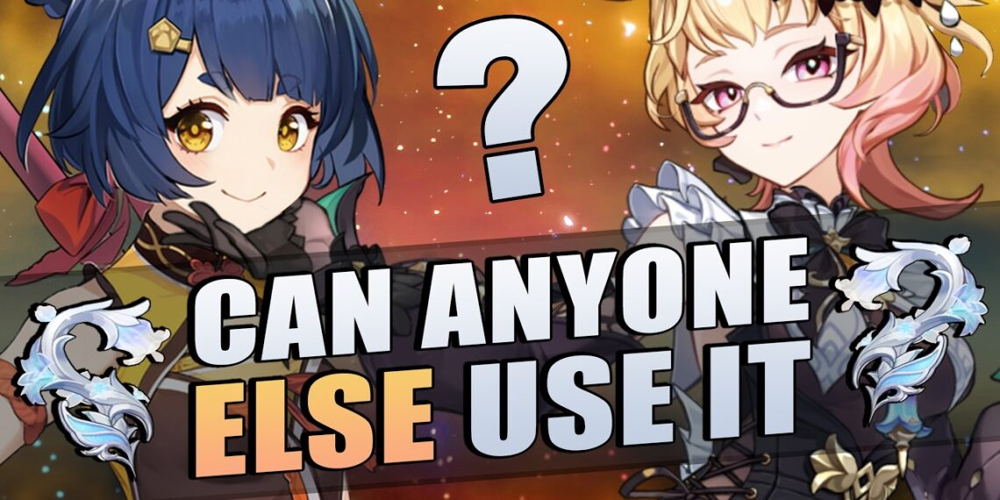 ?
CAN ANYONE
ELSE USE IT